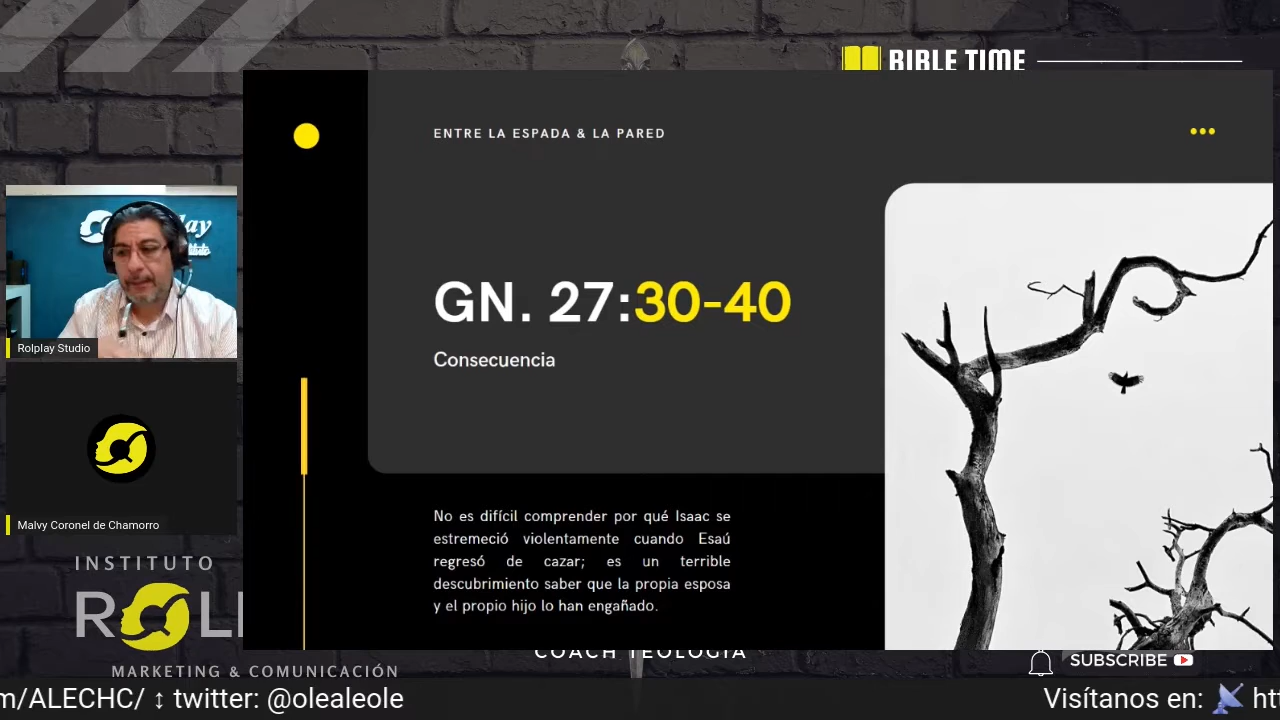 BIBLE TIME
ENTRE LA ESPADA & LA PARED
GN. 27:30-40
Consecuencia
No es difícil comprender por qué Isaac se
estremeció violentamente cuando Esaú
regresó de cazar; es un terrible
descubrimiento saber que la propia esposa
y el propio hijo lo han engañado.
Rolplay Studio
Malvy Coronel de Chamorro
INSTITUTO
ROL
MARKETING & COMUNICACIÓN
COACH TEOLOGÍA
SUBSCRIBE
m/ALECHC/ ↕ twitter: @olealeole
Visítanos en: 📡 ht